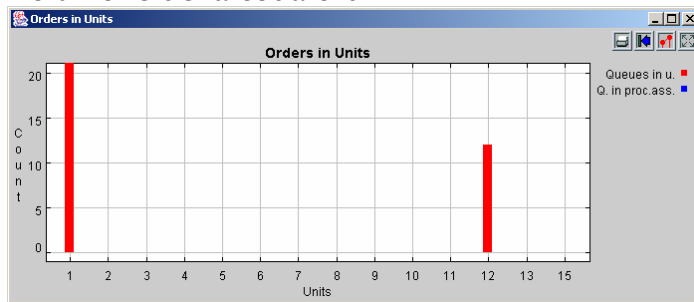 Orders in Units
Orders in Units
Queues in u.
Q. in proc.ass.
20
15
10
5
0
Count
1 2 3 4 5 6 7 8 9 10 11 12 13 15
Units